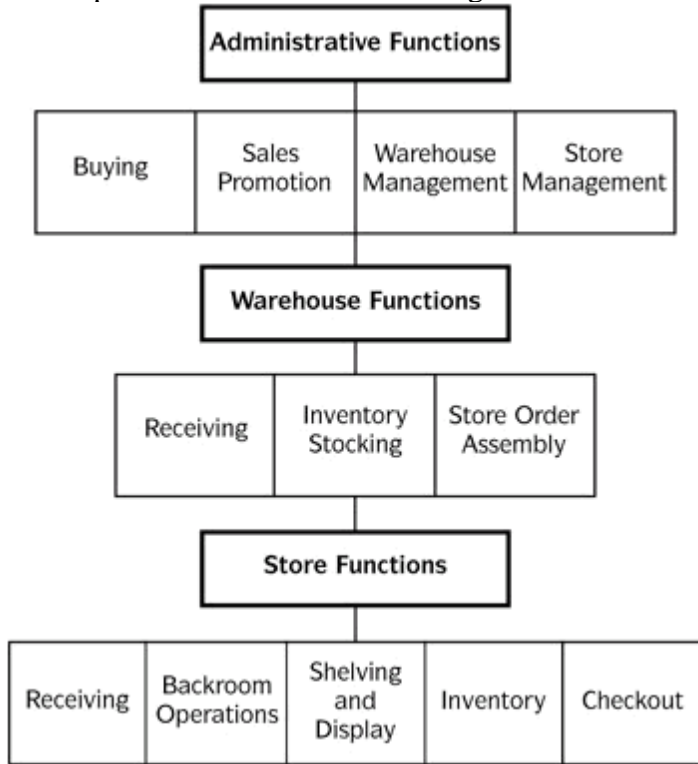 Administrative Functions
Buying
Sales
Promotion
Warehouse
Management
Store
Management
Warehouse Functions
Receiving
Inventory
Stocking
Store Order
Assembly
Store Functions
Receiving
Backroom
Operations
Shelving
and
Display
Inventory
Checkout